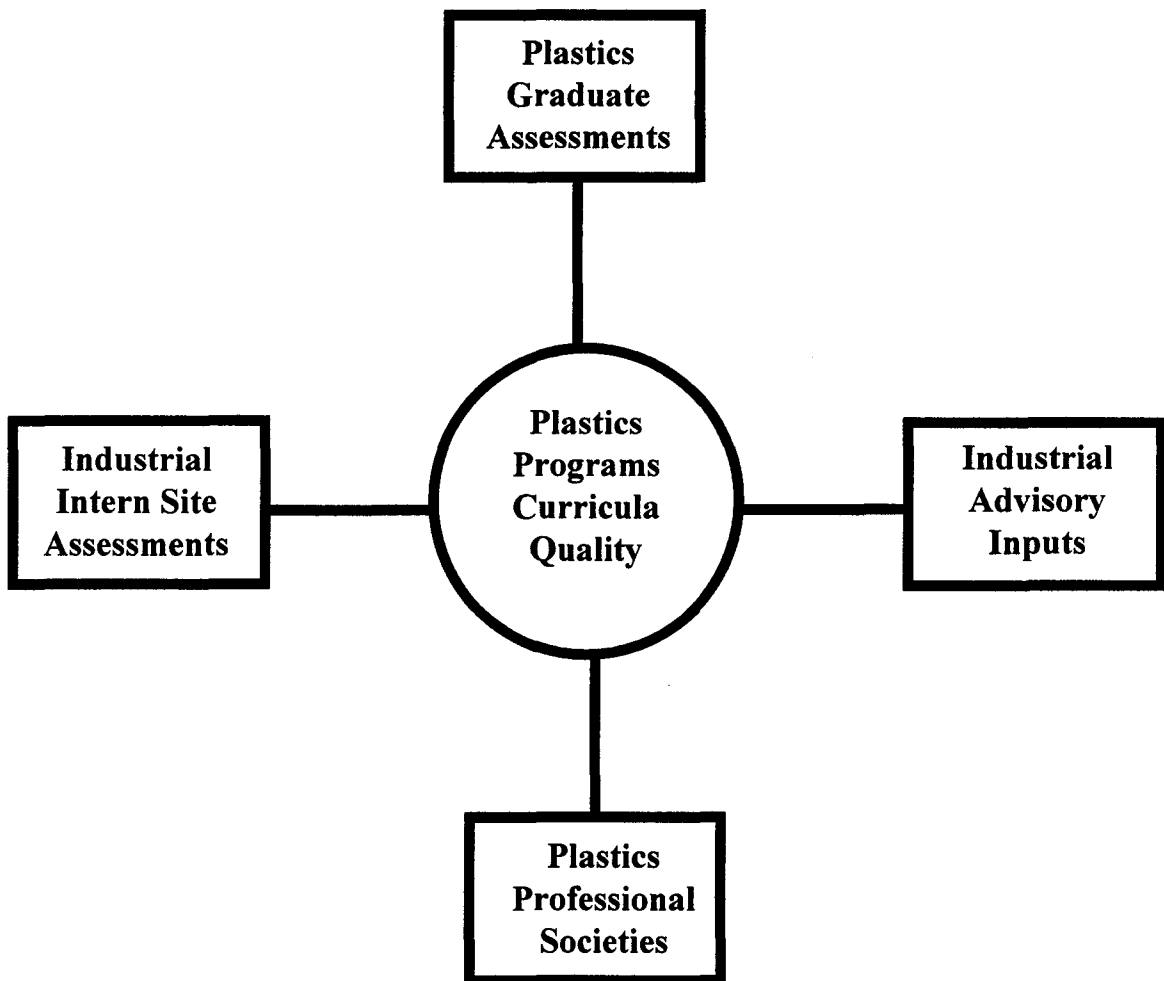 Plastics
Graduate
Assessments
Industrial
Intern Site
Assessments
Plastics
Programs
Curricula
Quality
Industrial
Advisory
Inputs
Plastics
Professional
Societies